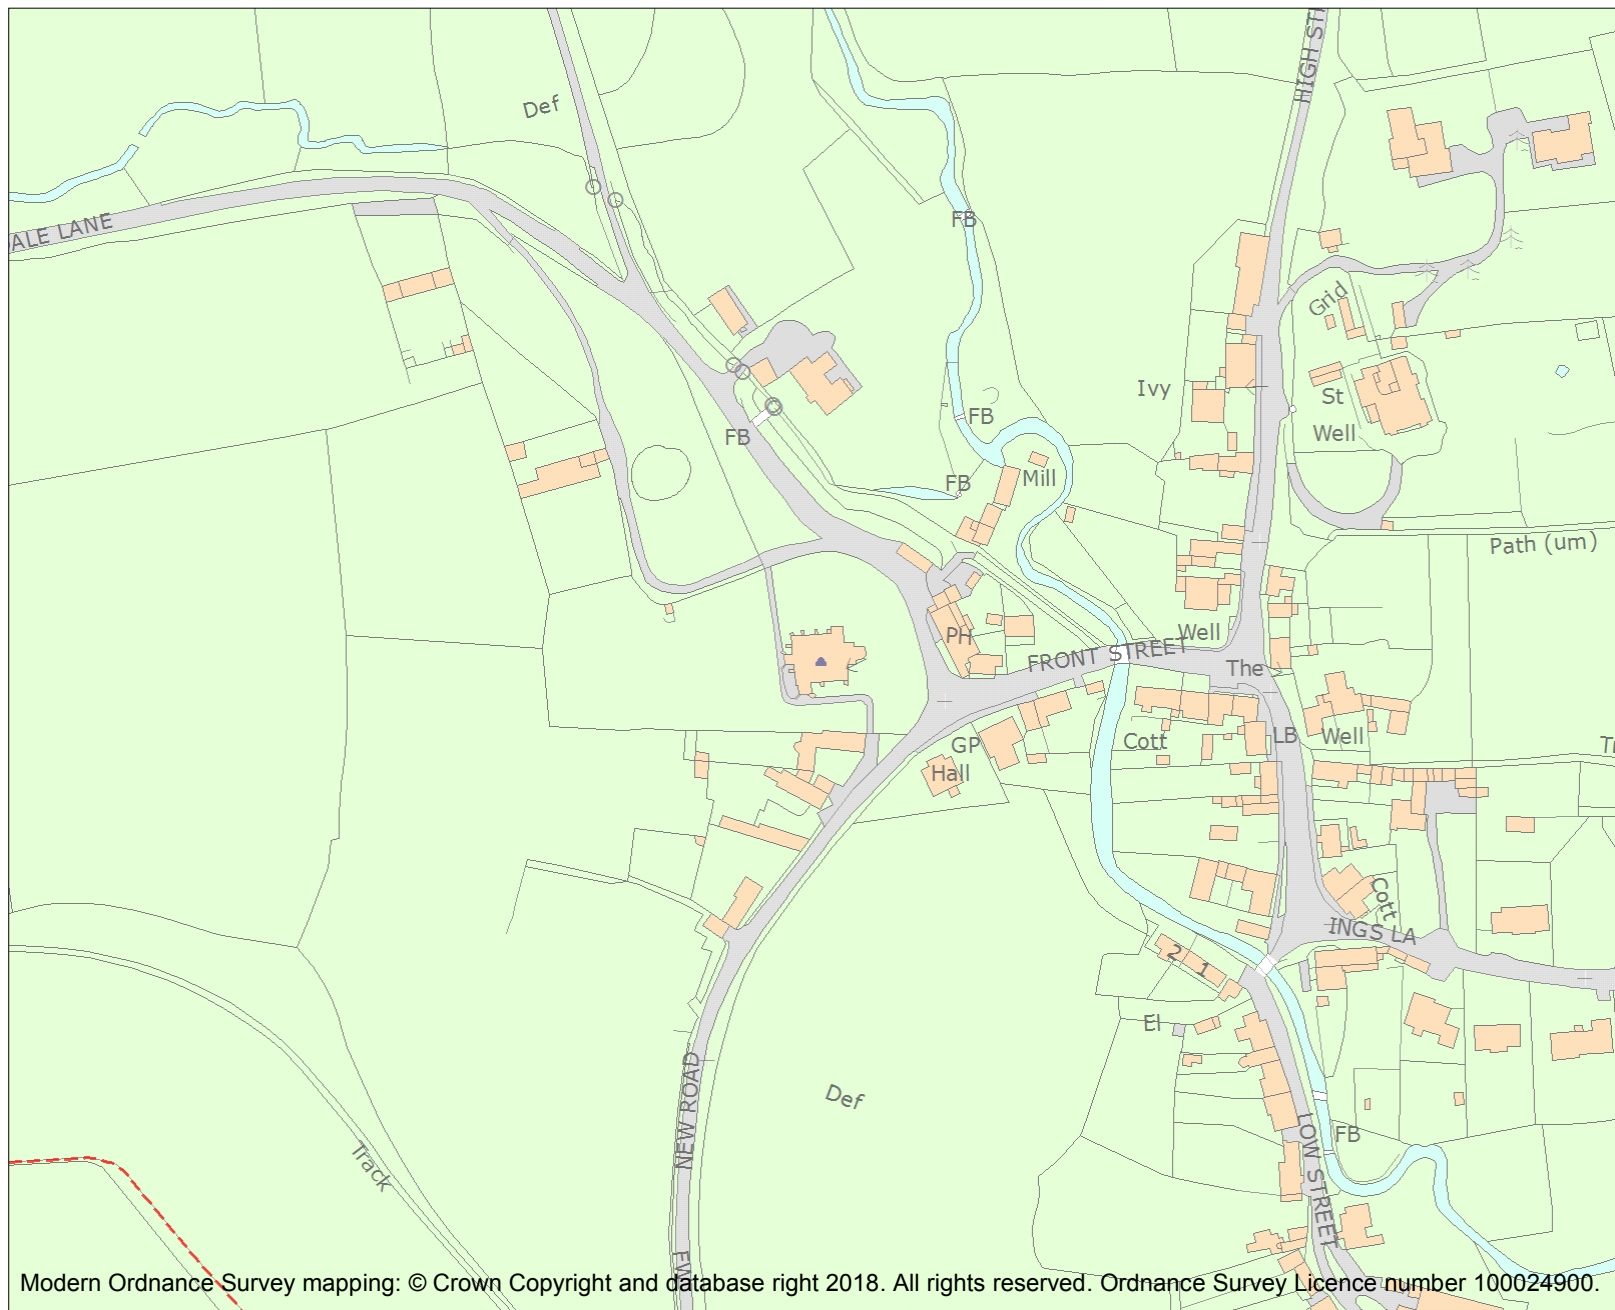 HIGH ST
Def
DALE LANE
FB
Grid
Ivy
St
Well
FB
FB
FB
Mill
Path (um)
PH
Well
FRONT STREET
The
GP
Hall
Cott
LB
Well
Cott
INGS LA
2
1
El
Def
NEW ROAD
LOW STREET
FB
Track
Modern Ordnance Survey mapping: © Crown Copyright and database right 2018. All rights reserved. Ordnance Survey Licence number 100024900.